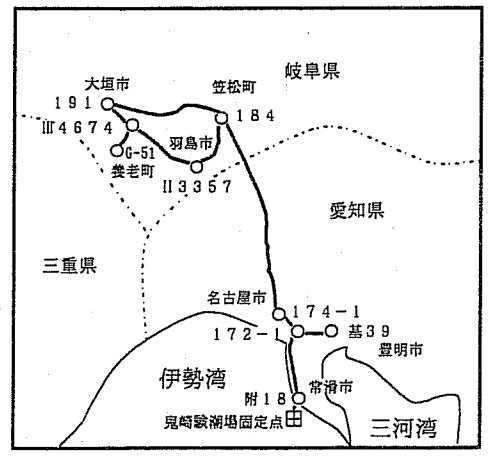 岐阜県
大垣市
笠松町
191
184
Ⅲ4674
羽島市
G-51
養老町
Ⅱ3357
愛知県
三重県
名古屋市
174-1
172-1
基39
豊明市
伊勢湾
常滑市
附18
鬼崎験潮場固定点
三河湾